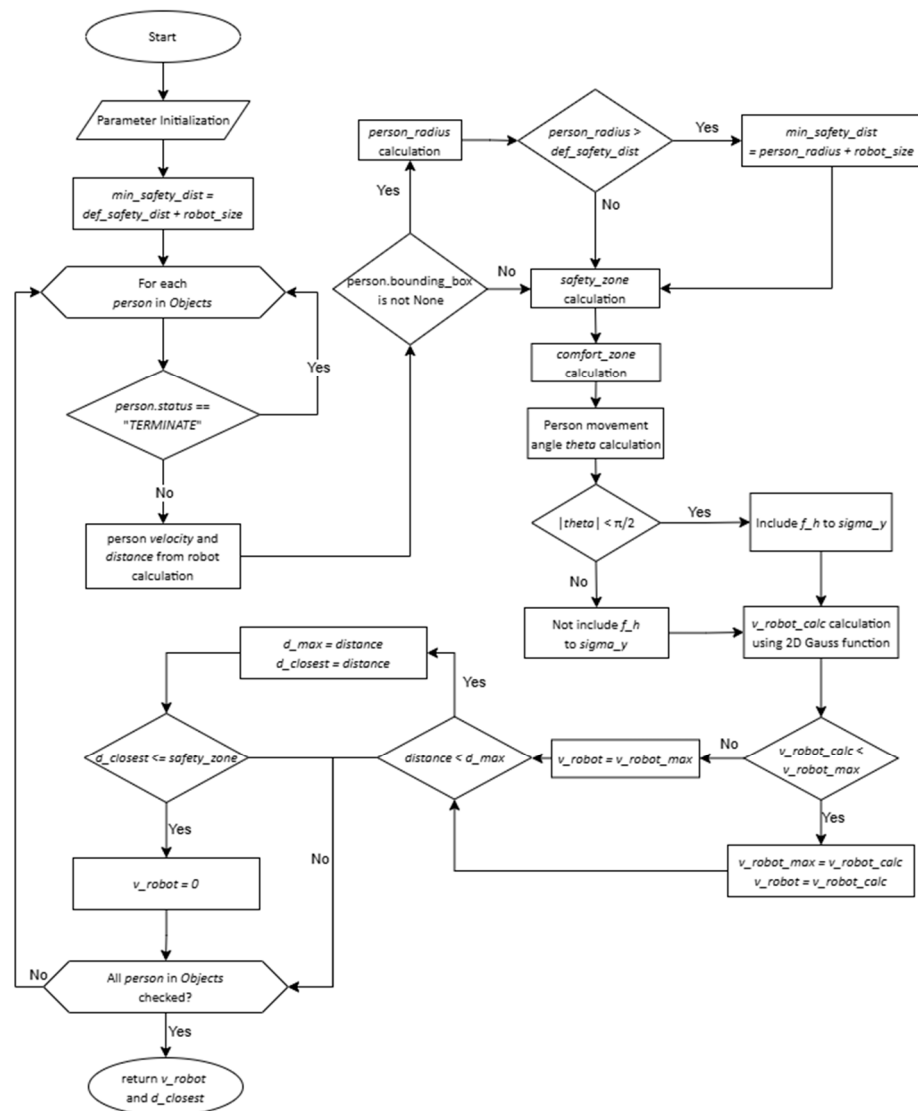 Start
Parameter Initialization
min_safety_dist =
def_safety_dist + robot_size
For each
person in Objects
Yes
person.status ==
"TERMINATE"
No
person velocity and
distance from robot
calculation
person.bounding_box
is not None
Yes
No
person_radius
calculation
person_radius >
def_safety_dist
Yes
No
min_safety_dist
= person_radius + robot_size
safety_zone
calculation
comfort_zone
calculation
Person movement
angle theta calculation
|theta| < π/2
Yes
No
Include f_h to sigma_y
Not include f_h
to sigma_y
v_robot_calc calculation
using 2D Gauss function
v_robot_calc <
v_robot_max
No
Yes
v_robot = v_robot_max
v_robot_max = v_robot_calc
v_robot = v_robot_calc
distance < d_max
Yes
No
d_max = distance
d_closest = distance
d_closest <= safety_zone
Yes
v_robot = 0
All person in Objects
checked?
No
Yes
return v_robot
and d_closest